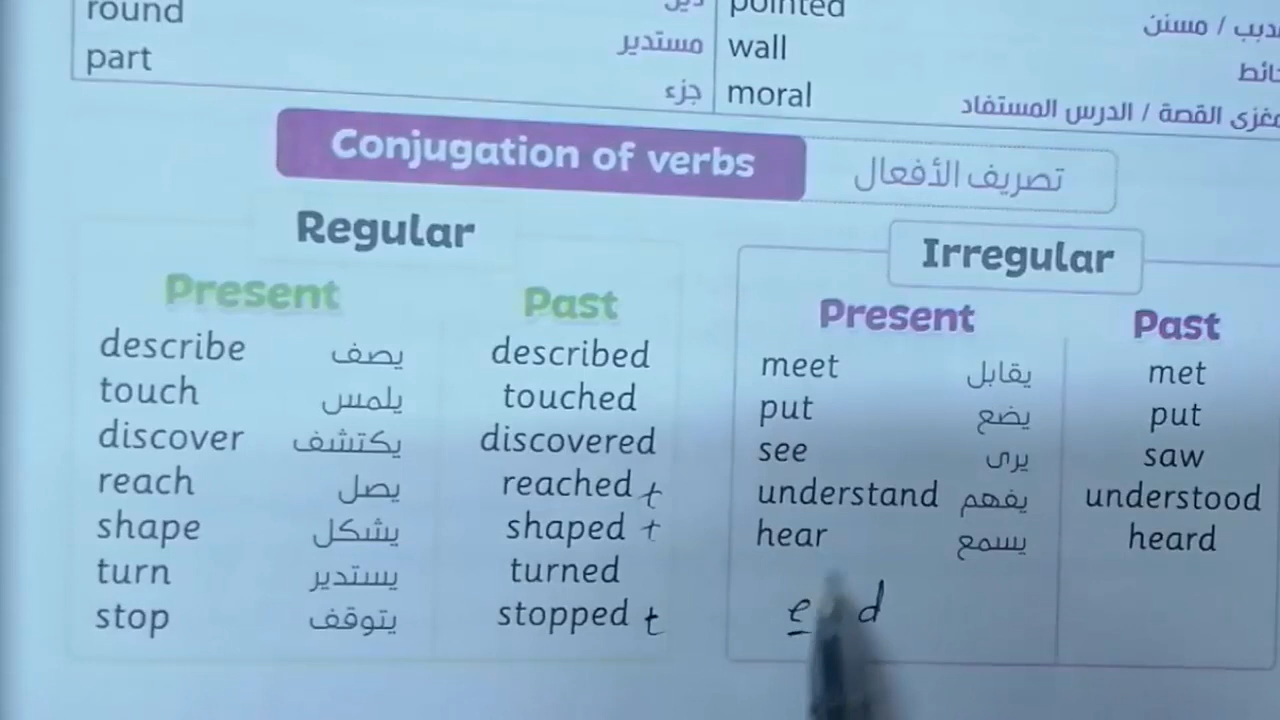 round
part مستدير
جزء
pointed
wall
moral مغزى القصة / الدرس المستفاد
/ مسنن
Conjugation of verbs تصريف الأفعال
Regular
Present Past
describe يصف described
touch يلمس touched
discover يكتشف discovered
reach يصل reached t
shape يشكل shaped t
turn يستدير turned
stop يتوقف stopped t
Irregular
Present Past
meet يقابل met
put يضع put
see يرى saw
understand يفهم understood
hear يسمع heard
e d